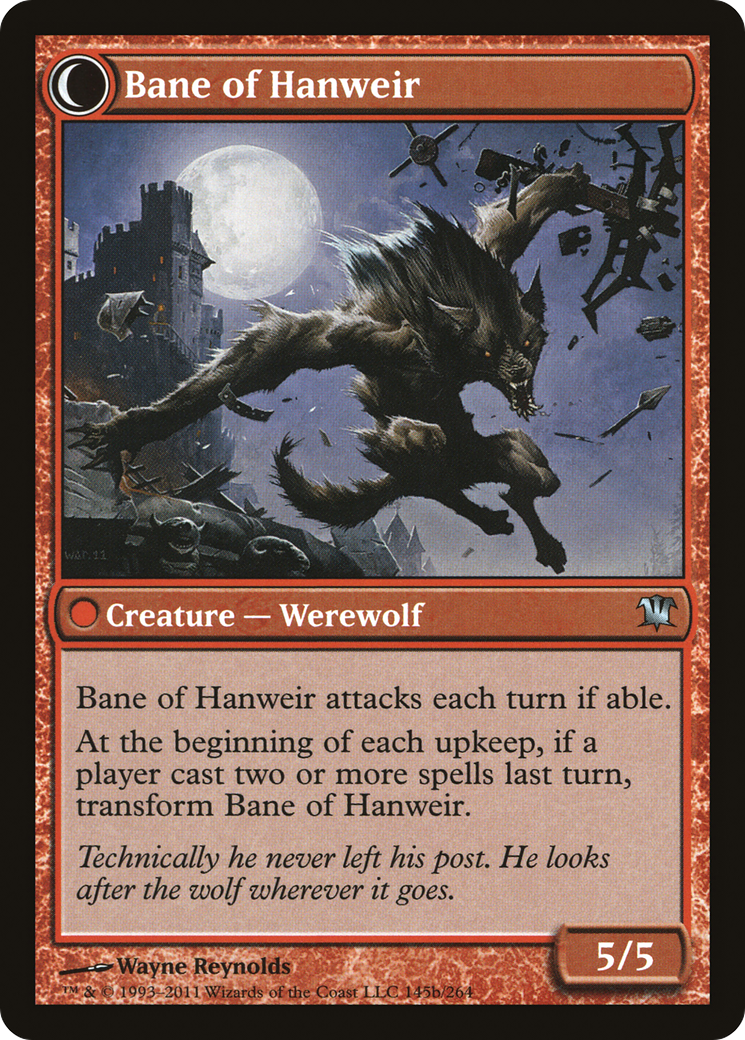 Bane of Hanweir
WAR.11
Creature — Werewolf
Bane of Hanweir attacks each turn if able.
At the beginning of each upkeep, if a
player cast two or more spells last turn,
transform Bane of Hanweir.
Technically he never left his post. He looks
after the wolf wherever it goes.
5/5
Wayne Reynolds
™ & © 1993–2011 Wizards of the Coast LLC 145b/264